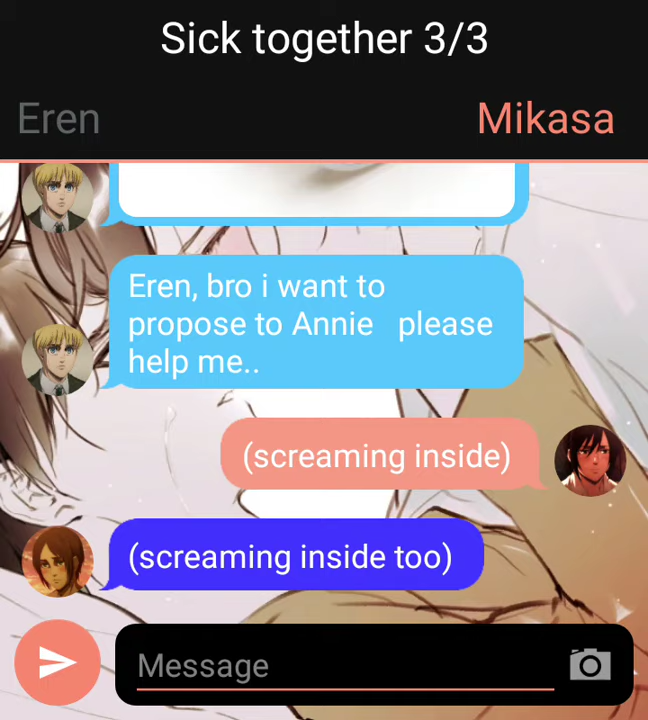 Sick together 3/3
Eren
Mikasa
Eren, bro i want to
propose to Annie   please
help me..
(screaming inside)
(screaming inside too)
Message